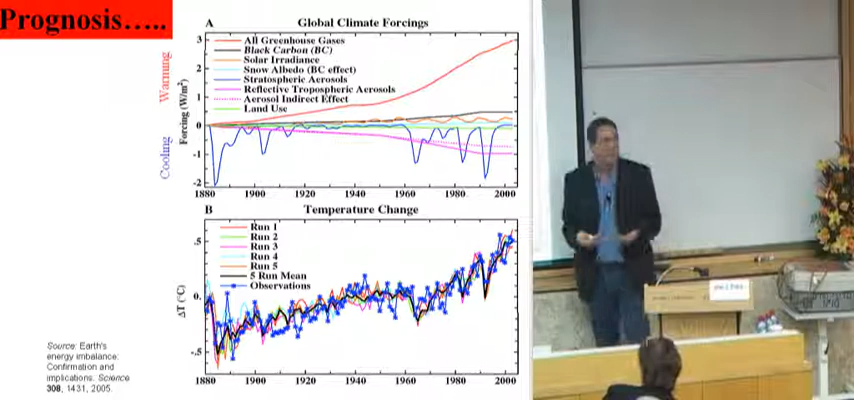 Prognosis…..
A Global Climate Forcings
Warming
Cooling
Forcing (W/m²)
3
2
1
0
-1
-2
All Greenhouse Gases
Black Carbon (BC)
Solar Irradiance
Snow Albedo (BC effect)
Stratospheric Aerosols
Reflective Tropospheric Aerosols
Aerosol Indirect Effect
Land Use
1880 1900 1920 1940 1960 1980 2000
B Temperature Change
ΔT (°C)
.5
0.
-.5
Run 1
Run 2
Run 3
Run 4
Run 5
5 Run Mean
Observations
1880 1900 1920 1940 1960 1980 2000
Source: Earth's
energy imbalance:
Confirmation and
implications. Science
308, 1431, 2005.